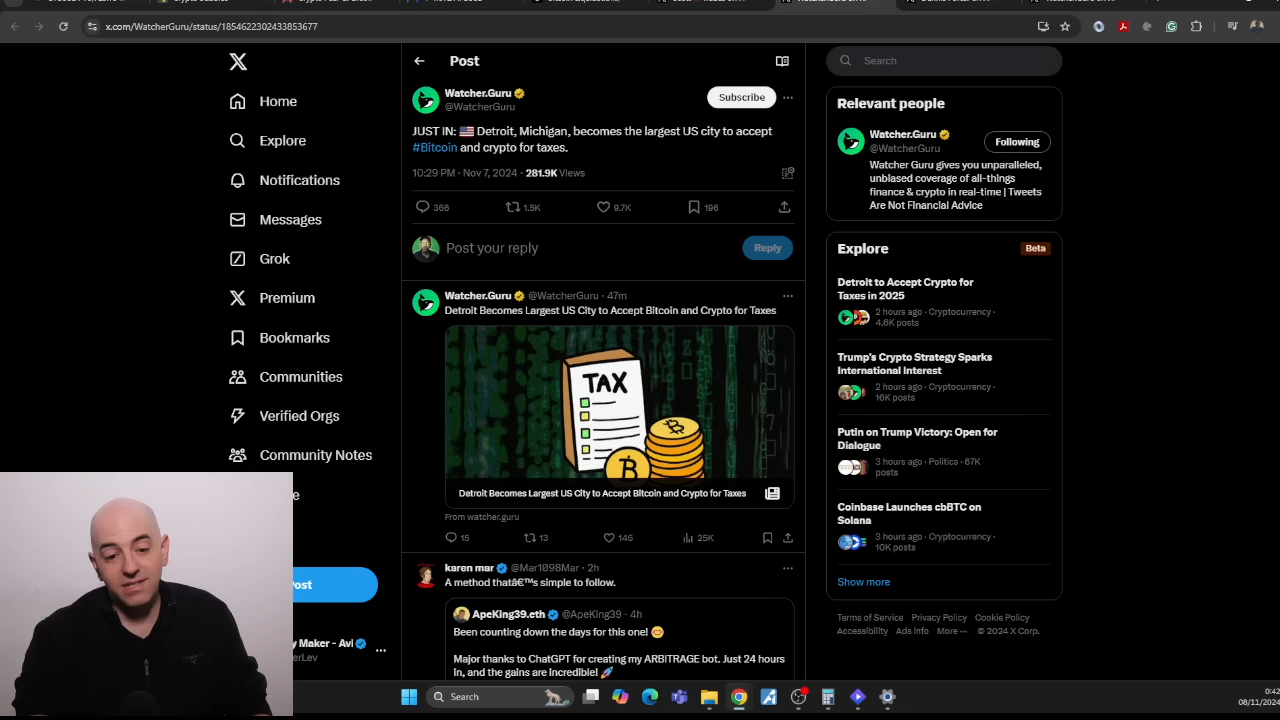 x.com/WatcherGuru/status/1854622302433853677
Post
Search
Watcher.Guru
@WatcherGuru
Subscribe
JUST IN: 🇺🇸 Detroit, Michigan, becomes the largest US city to accept
#Bitcoin and crypto for taxes.
10:29 PM · Nov 7, 2024 · 281.9K Views
366 1.5K 9.7K 196
Post your reply
Reply
Watcher.Guru @WatcherGuru · 47m
Detroit Becomes Largest US City to Accept Bitcoin and Crypto for Taxes
TAX
Detroit Becomes Largest US City to Accept Bitcoin and Crypto for Taxes
From watcher.guru
15 13 146 25K
karen mar @Mar1098Mar · 2h
A method thatâ€™s simple to follow.
ApeKing39.eth @ApeKing39 · 4h
Been counting down the days for this one! 😊
Major thanks to ChatGPT for creating my ARBITRAGE bot. Just 24 hours
in, and the gains are incredible! 🚀
Home
Explore
Notifications
Messages
Grok
Premium
Bookmarks
Communities
Verified Orgs
Community Notes
ost
y Maker - Avi
erLev
Relevant people
Watcher.Guru
@WatcherGuru
Following
Watcher Guru gives you unparalleled,
unbiased coverage of all-things
finance & crypto in real-time | Tweets
Are Not Financial Advice
Explore
Beta
Detroit to Accept Crypto for
Taxes in 2025
2 hours ago · Cryptocurrency ·
4.6K posts
Trump's Crypto Strategy Sparks
International Interest
2 hours ago · Cryptocurrency ·
16K posts
Putin on Trump Victory: Open for
Dialogue
3 hours ago · Politics · 67K
posts
Coinbase Launches cbBTC on
Solana
3 hours ago · Cryptocurrency ·
10K posts
Show more
Terms of Service Privacy Policy Cookie Policy
Accessibility Ads info More ··· © 2024 X Corp.
Search
0:42
08/11/2024